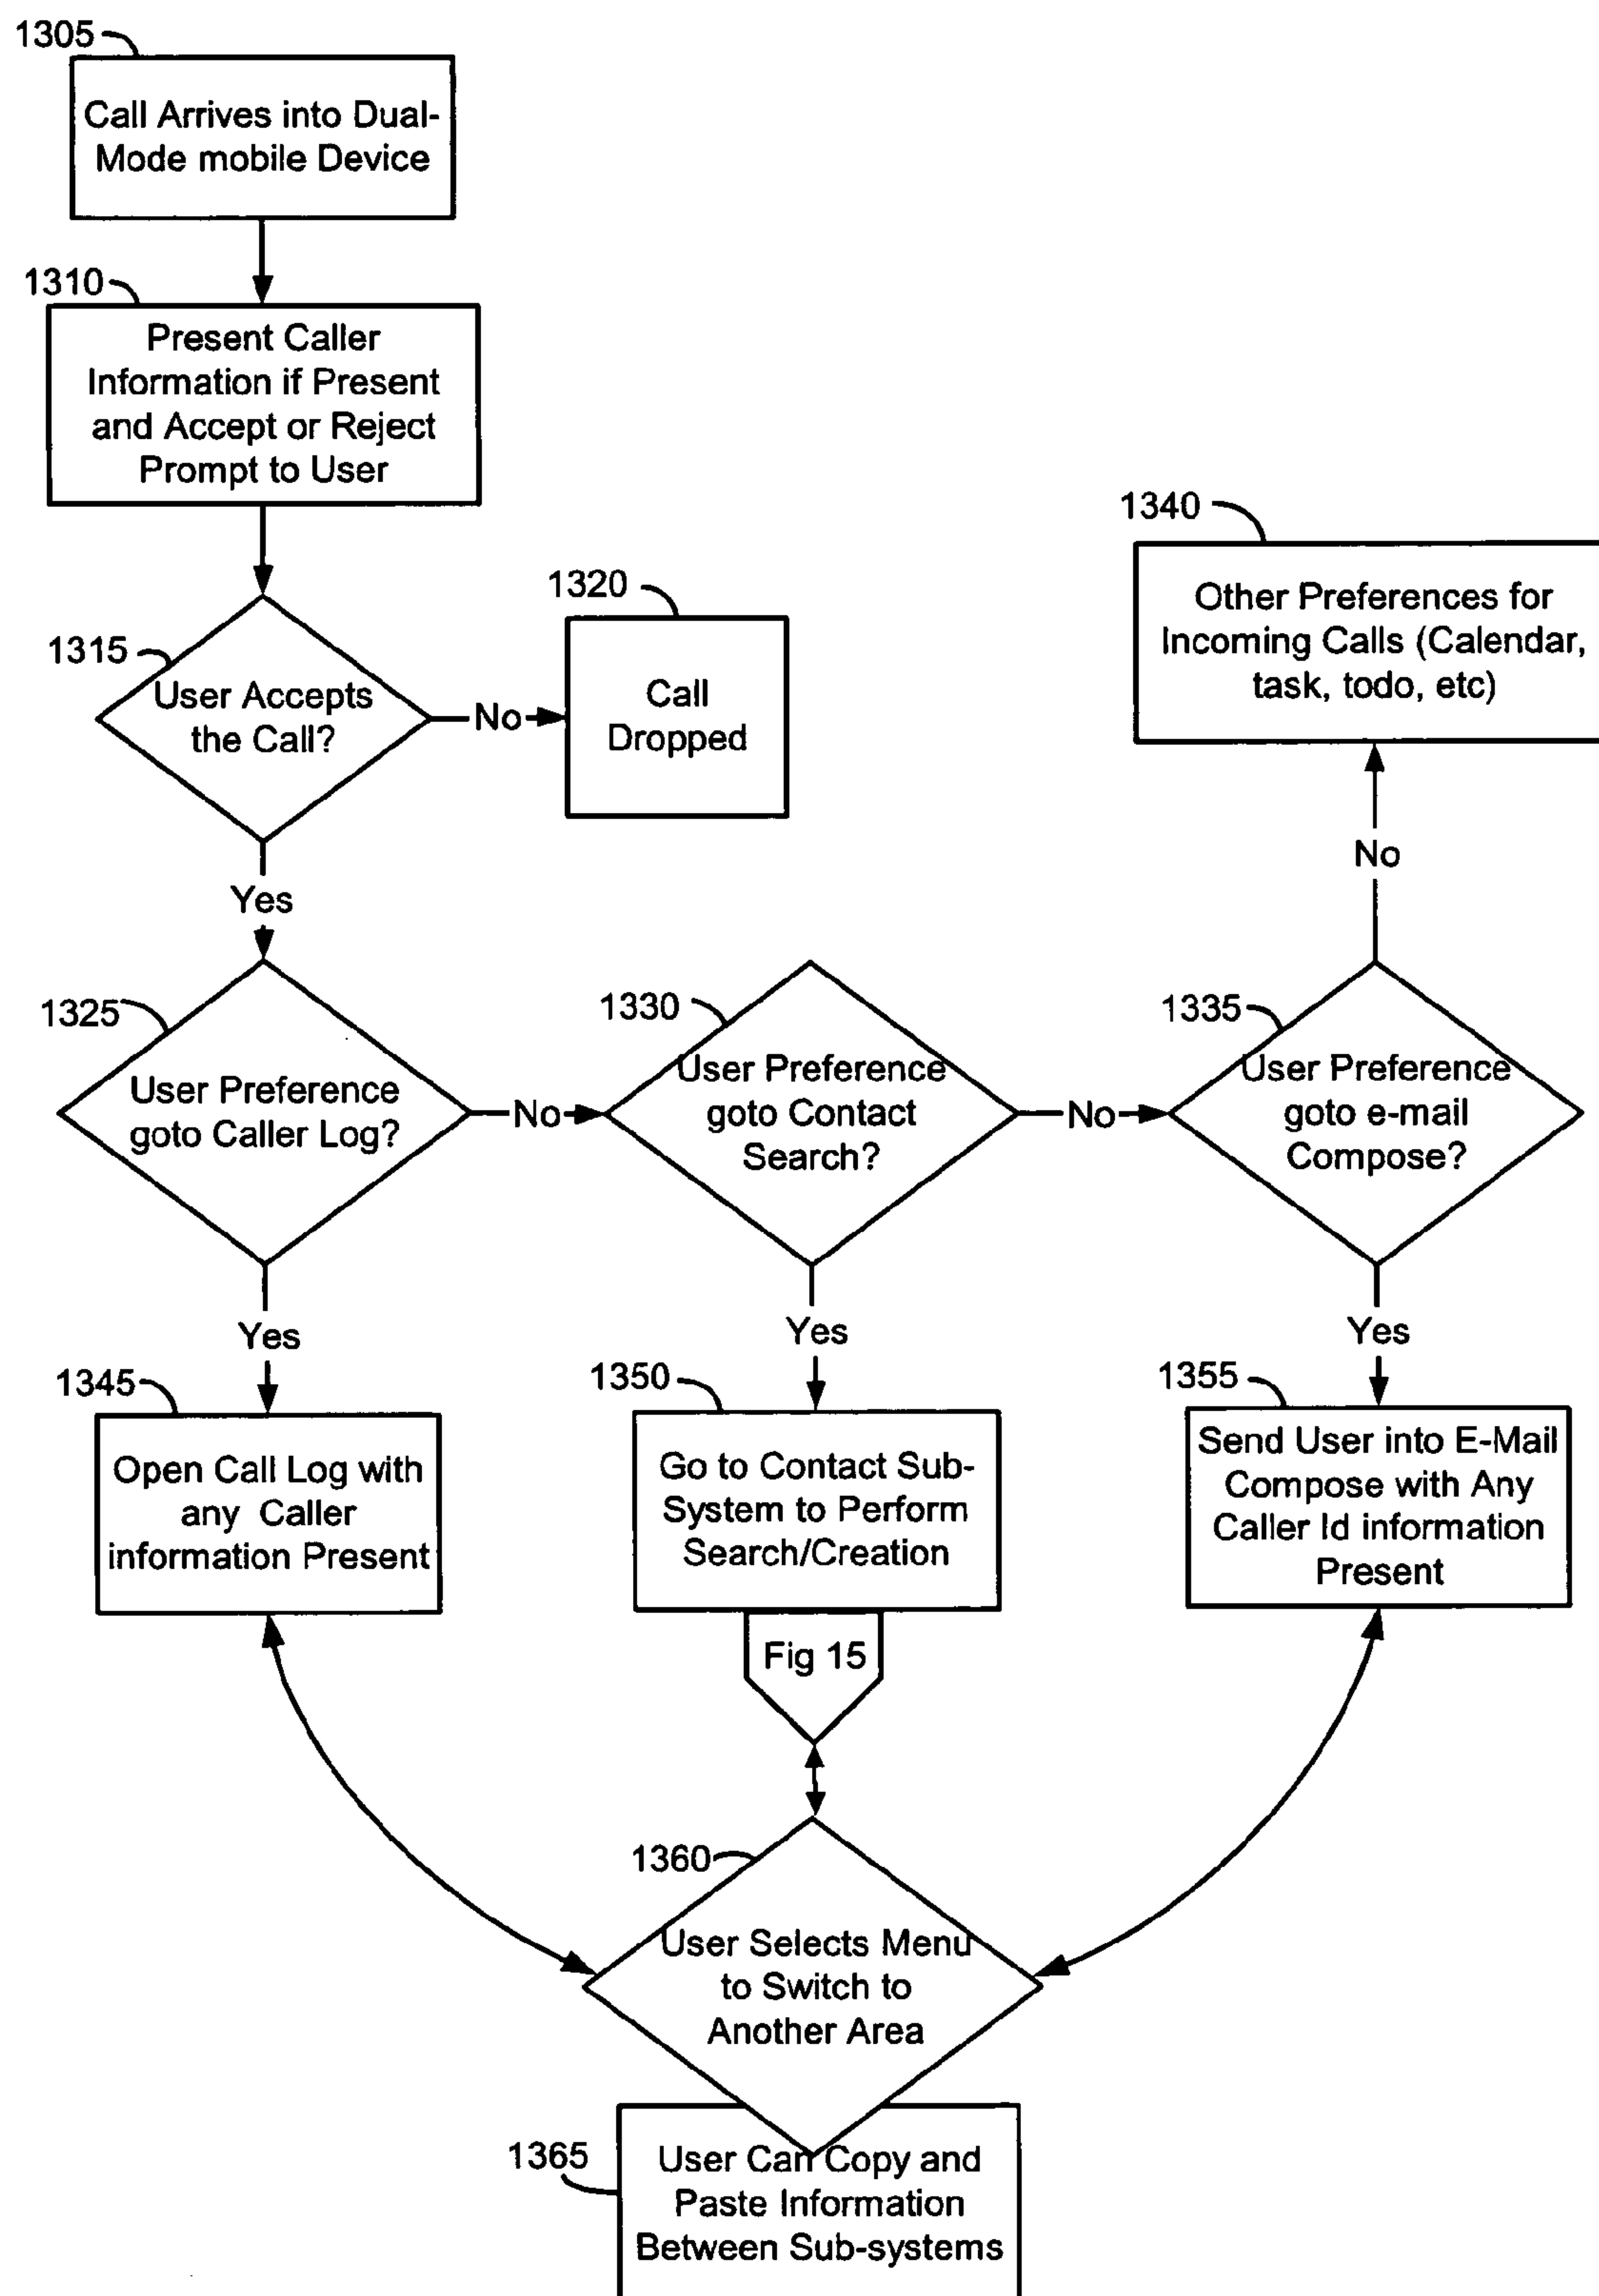 1305
Call Arrives into Dual-
Mode mobile Device
1310
Present Caller
Information if Present
and Accept or Reject
Prompt to User
1315
User Accepts
the Call?
No
1320
Call
Dropped
1340
Other Preferences for
Incoming Calls (Calendar,
task, todo, etc)
Yes
No
1325
User Preference
goto Caller Log?
No
1330
User Preference
goto Contact
Search?
No
1335
User Preference
goto e-mail
Compose?
Yes
Yes
Yes
1345
Open Call Log with
any Caller
information Present
1350
Go to Contact Sub-
System to Perform
Search/Creation
Fig 15
1355
Send User into E-Mail
Compose with Any
Caller Id information
Present
1360
User Selects Menu
to Switch to
Another Area
1365
User Can Copy and
Paste Information
Between Sub-systems